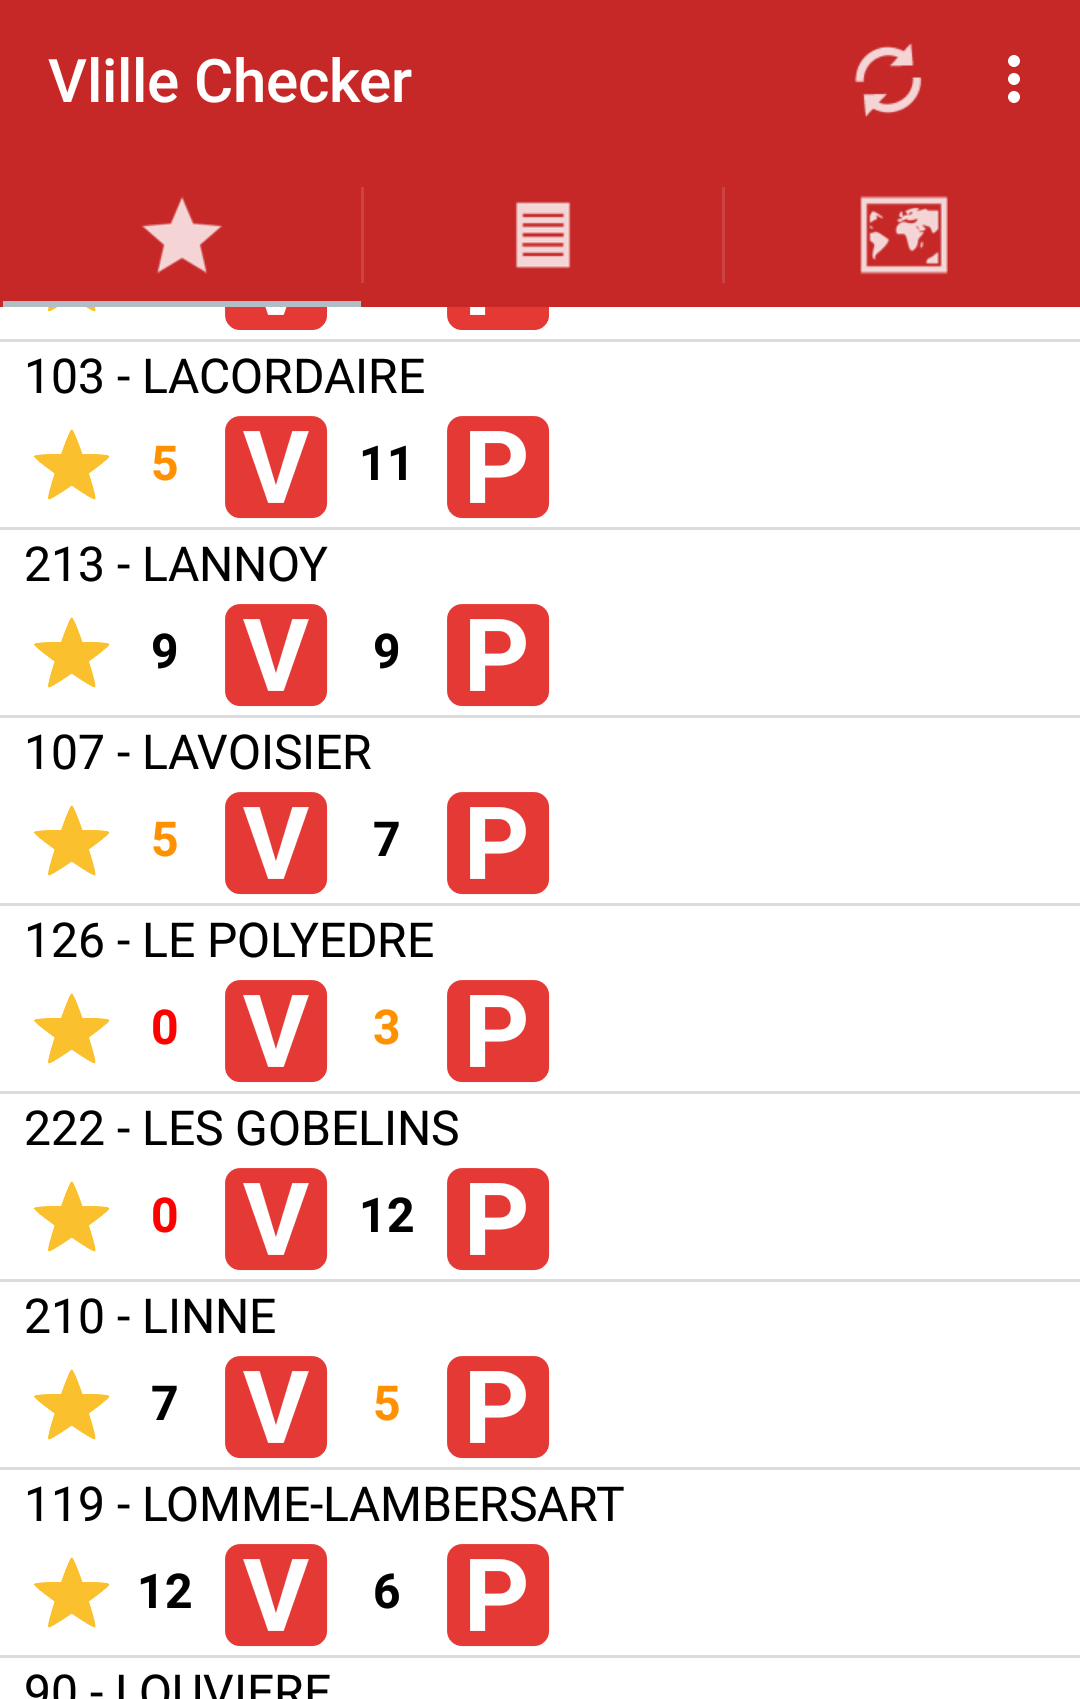 Vlille Checker
103 - LACORDAIRE
5 V 11 P
213 - LANNOY
9 V 9 P
107 - LAVOISIER
5 V 7 P
126 - LE POLYEDRE
0 V 3 P
222 - LES GOBELINS
0 V 12 P
210 - LINNE
7 V 5 P
119 - LOMME-LAMBERSART
12 V 6 P
90 - LOUVIERE